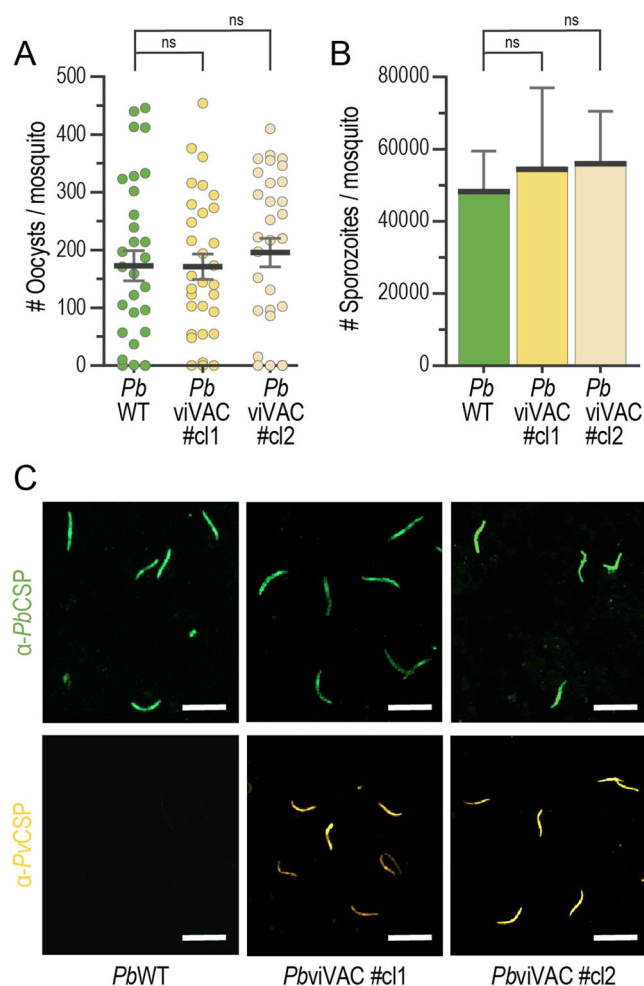 A
ns
ns
# Oocysts / mosquito
500
400
300
200
100
0
Pb
WT
Pb
viVAC
#cl1
Pb
viVAC
#cl2
B
ns
ns
# Sporozoites / mosquito
80000
60000
40000
20000
0
Pb
WT
Pb
viVAC
#cl1
Pb
viVAC
#cl2
C
α-PbCSP
α-PvCSP
PbWT
PbviVAC #cl1
PbviVAC #cl2